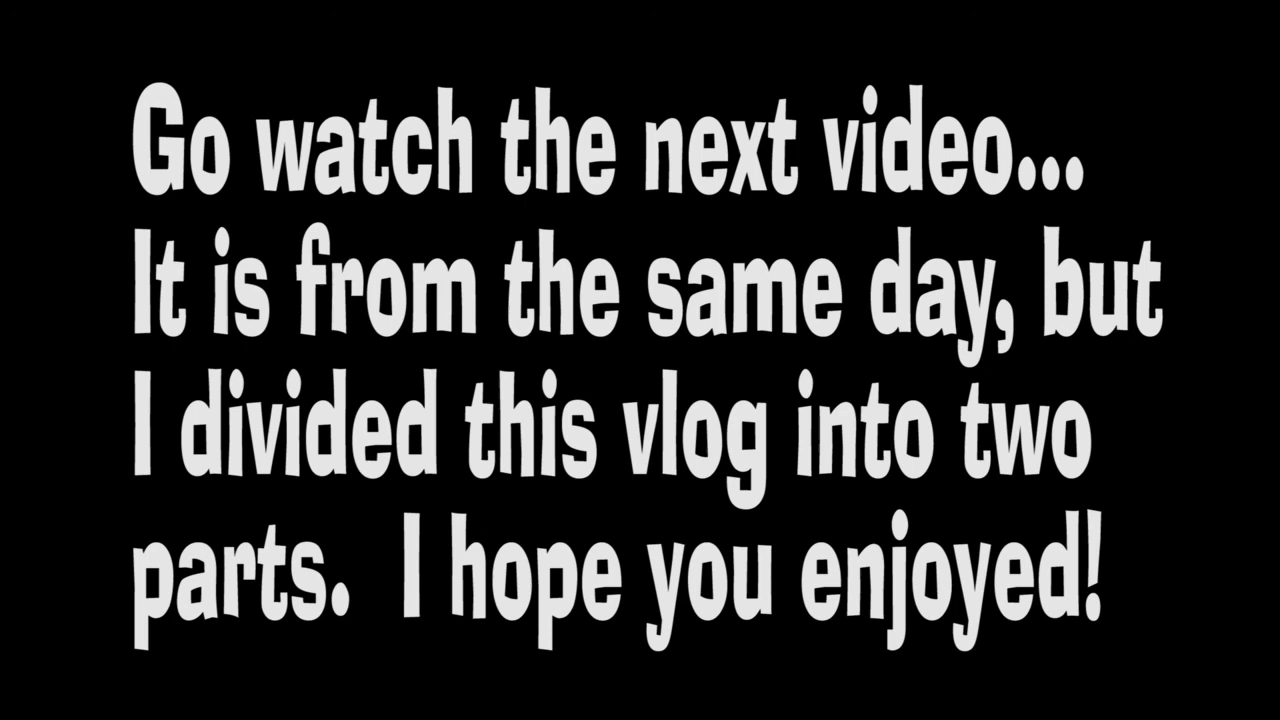 Go watch the next video...
It is from the same day, but
I divided this vlog into two
parts.  I hope you enjoyed!